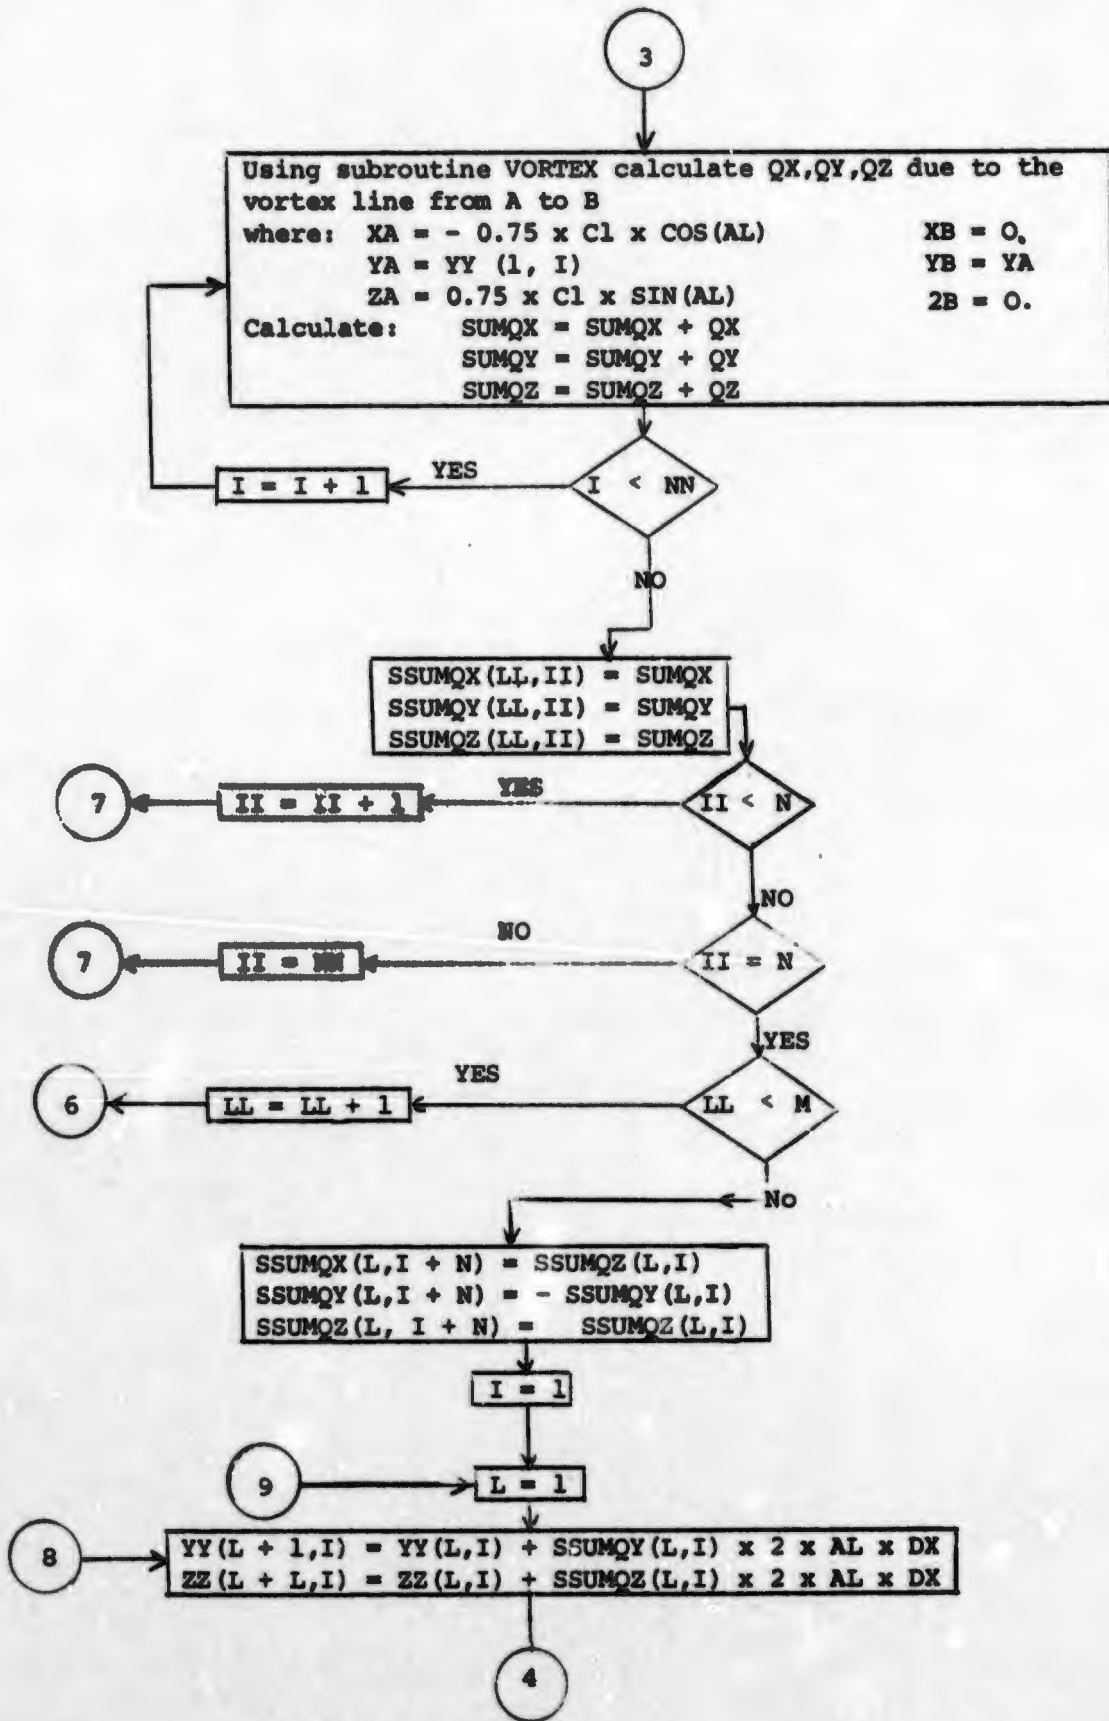 3
Using subroutine VORTEX calculate QX,QY,QZ due to the
vortex line from A to B
where: XA = - 0.75 x Cl x COS(AL) XB = O.
YA = YY (1, I) YB = YA
ZA = 0.75 x Cl x SIN(AL) 2B = O.
Calculate: SUMQX = SUMQX + QX
SUMQY = SUMQY + QY
SUMQZ = SUMQZ + QZ
I < NN
YES
I = I + 1
NO
SSUMQX(LL,II) = SUMQX
SSUMQY(LL,II) = SUMQY
SSUMQZ(LL,II) = SUMQZ
II < N
YES
II = II + 1
7
NO
II = N
NO
II = NN
7
YES
LL < M
YES
LL = LL + 1
6
No
SSUMQX(L,I + N) = SSUMQZ(L,I)
SSUMQY(L,I + N) = - SSUMQY(L,I)
SSUMQZ(L, I + N) = SSUMQZ(L,I)
I = 1
9
L = 1
8
YY(L + 1,I) = YY(L,I) + SSUMQY(L,I) x 2 x AL x DX
ZZ(L + L,I) = ZZ(L,I) + SSUMQZ(L,I) x 2 x AL x DX
4